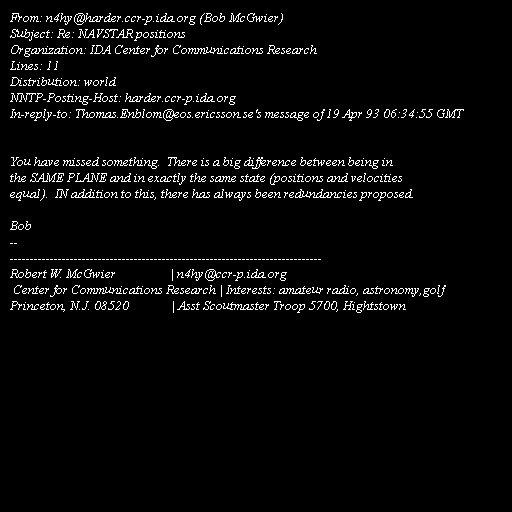 From: n4hy@harder.ccr-p.ida.org (Bob McGwier)
Subject: Re: NAVSTAR positions
Organization: IDA Center for Communications Research
Lines: 11
Distribution: world
NNTP-Posting-Host: harder.ccr-p.ida.org
In-reply-to: Thomas.Enblom@eos.ericsson.se's message of 19 Apr 93 06:34:55 GMT

You have missed something.  There is a big difference between being in
the SAME PLANE and in exactly the same state (positions and velocities
equal).  IN addition to this, there has always been redundancies proposed.

Bob
--
------------------------------------------------------------------------------
Robert W. McGwier                  | n4hy@ccr-p.ida.org
 Center for Communications Research | Interests: amateur radio, astronomy,golf
Princeton, N.J. 08520              | Asst Scoutmaster Troop 5700, Hightstown